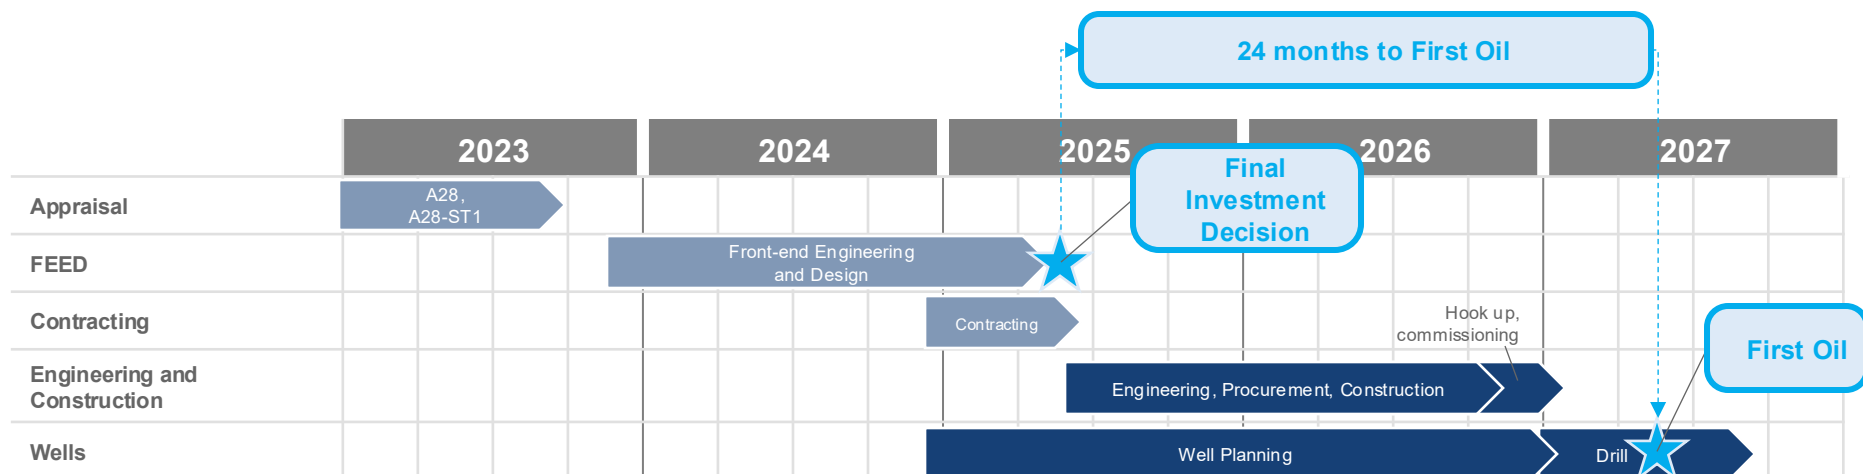 24 months to First Oil
2023
2024
2025
2026
2027
Final
Investment
Decision
Appraisal
A28,
A28-ST1
FEED
Front-end Engineering
and Design
Contracting
Contracting
Hook up,
commissioning
First Oil
Engineering and
Construction
Engineering, Procurement, Construction
Wells
Well Planning
Drill